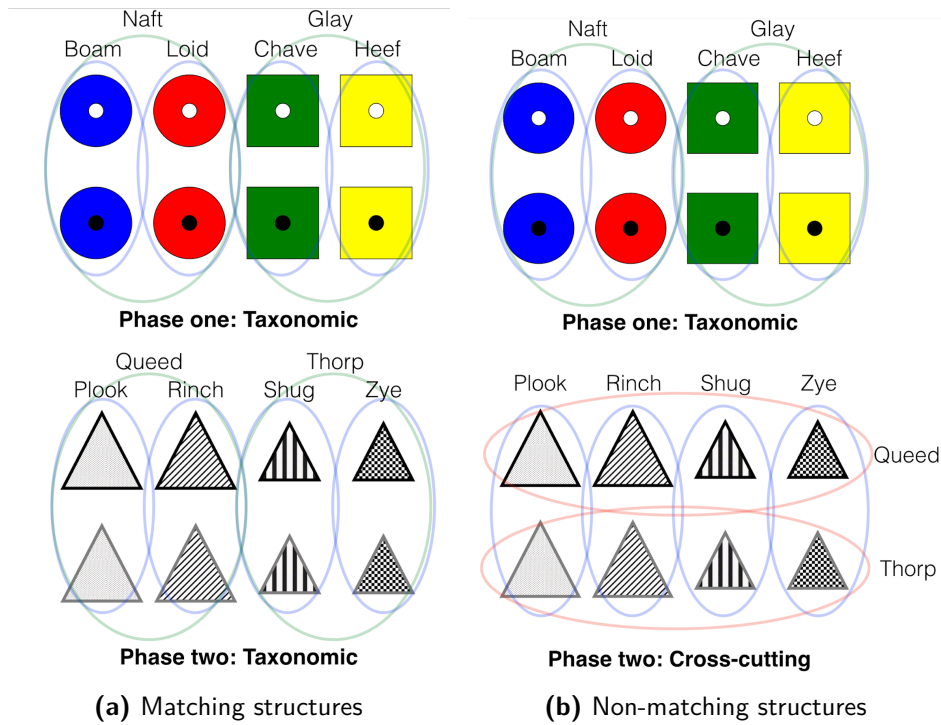 Naft Glay
Boam Loid Chave Heef
Phase one: Taxonomic
Queed Thorp
Plook Rinch Shug Zye
Phase two: Taxonomic
(a) Matching structures
Naft Glay
Boam Loid Chave Heef
Phase one: Taxonomic
Plook Rinch Shug Zye
Queed
Thorp
Phase two: Cross-cutting
(b) Non-matching structures